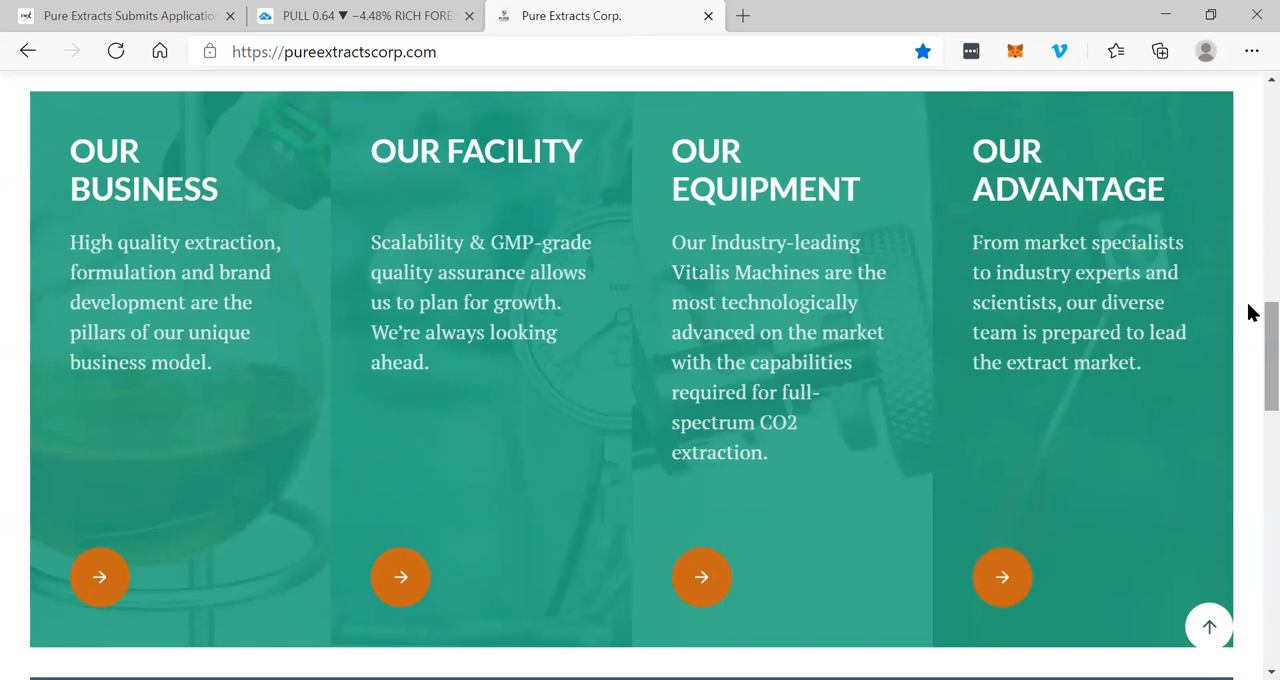 Pure Extracts Submits Applicatio
PULL 0.64 ▼ −4.48% RICH FORE
Pure Extracts Corp.
https://pureextractscorp.com
OUR
BUSINESS
High quality extraction,
formulation and brand
development are the
pillars of our unique
business model.
OUR FACILITY
Scalability & GMP-grade
quality assurance allows
us to plan for growth.
We’re always looking
ahead.
OUR
EQUIPMENT
Our Industry-leading
Vitalis Machines are the
most technologically
advanced on the market
with the capabilities
required for full-
spectrum CO2
extraction.
OUR
ADVANTAGE
From market specialists
to industry experts and
scientists, our diverse
team is prepared to lead
the extract market.